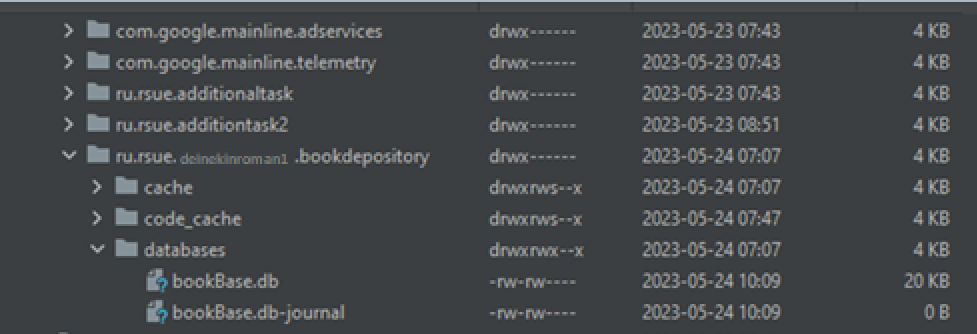 com.google.mainline.adservices drwx------ 2023-05-23 07:43 4 KB
com.google.mainline.telemetry drwx------ 2023-05-23 07:43 4 KB
ru.rsue.additionaltask drwx------ 2023-05-23 07:43 4 KB
ru.rsue.additiontask2 drwx------ 2023-05-23 08:51 4 KB
ru.rsue. deinekinroman1 .bookdepository drwx------ 2023-05-24 07:07 4 KB
cache drwxrws--x 2023-05-24 07:07 4 KB
code_cache drwxrws--x 2023-05-24 07:47 4 KB
databases drwxrwx--x 2023-05-24 07:07 4 KB
bookBase.db -rw-rw---- 2023-05-24 10:09 20 KB
bookBase.db-journal -rw-rw---- 2023-05-24 10:09 0 B